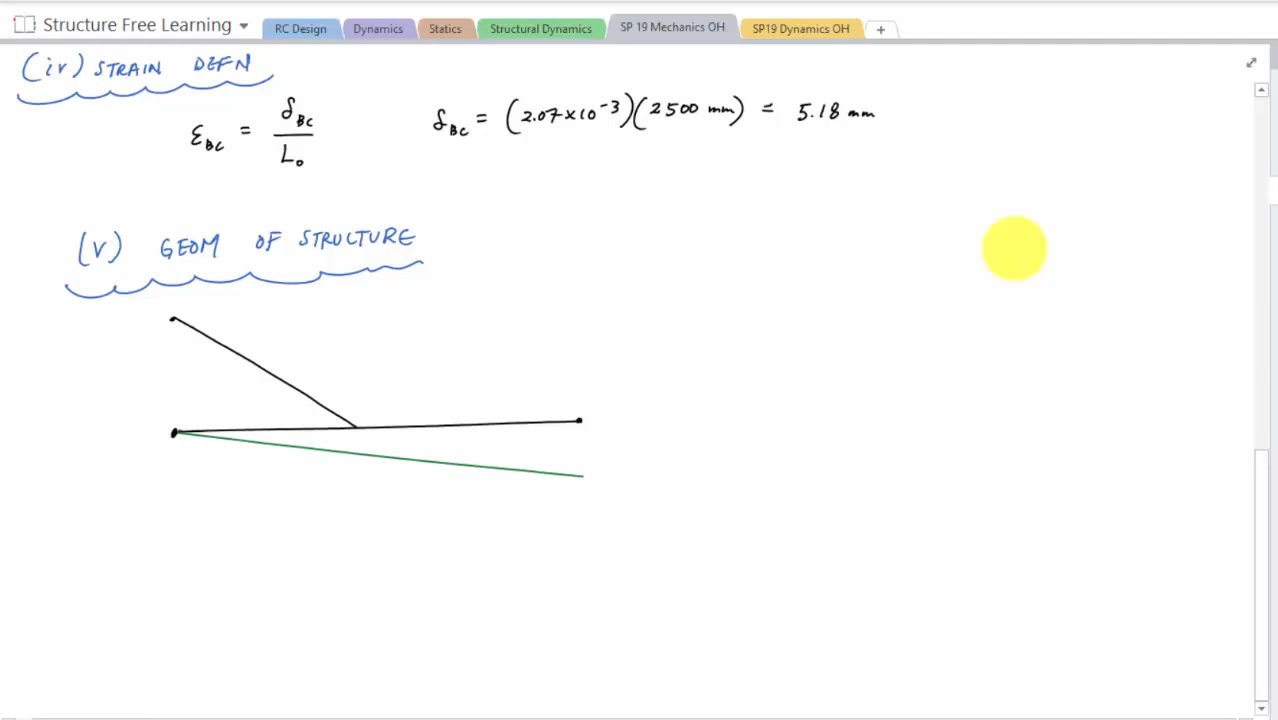 Structure Free Learning
RC Design Dynamics Statics Structural Dynamics SP 19 Mechanics OH SP19 Dynamics OH +
(iv) STRAIN DEFN
ε_BC = δ_BC / L₀
δ_BC = (2.07×10⁻³)(2500 mm) = 5.18 mm
(V) GEOM OF STRUCTURE